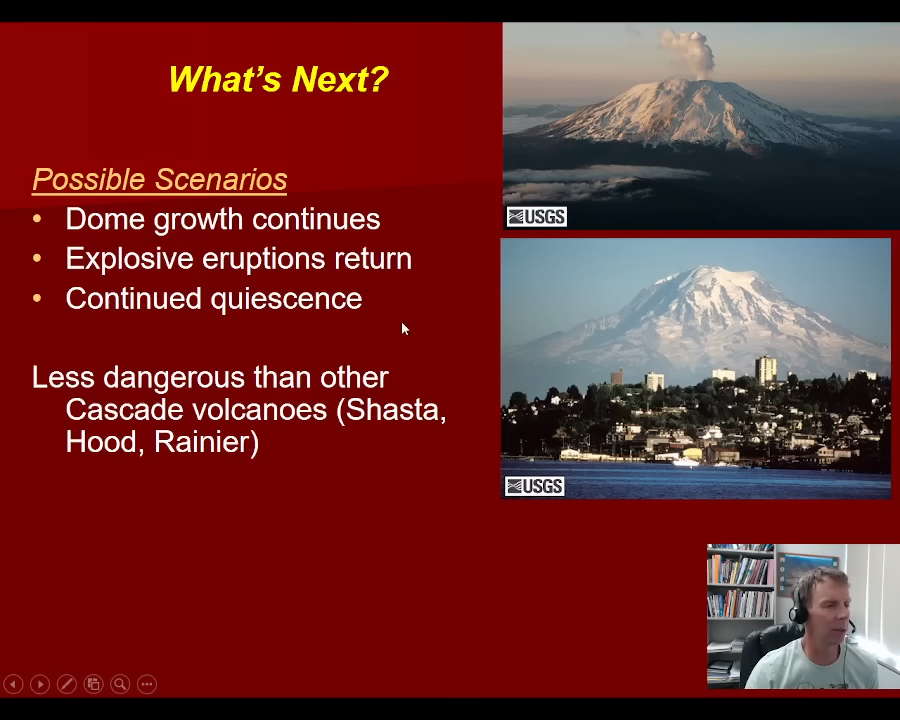 What's Next?
Possible Scenarios
• Dome growth continues
• Explosive eruptions return
• Continued quiescence
Less dangerous than other
Cascade volcanoes (Shasta,
Hood, Rainier)
USGS
USGS